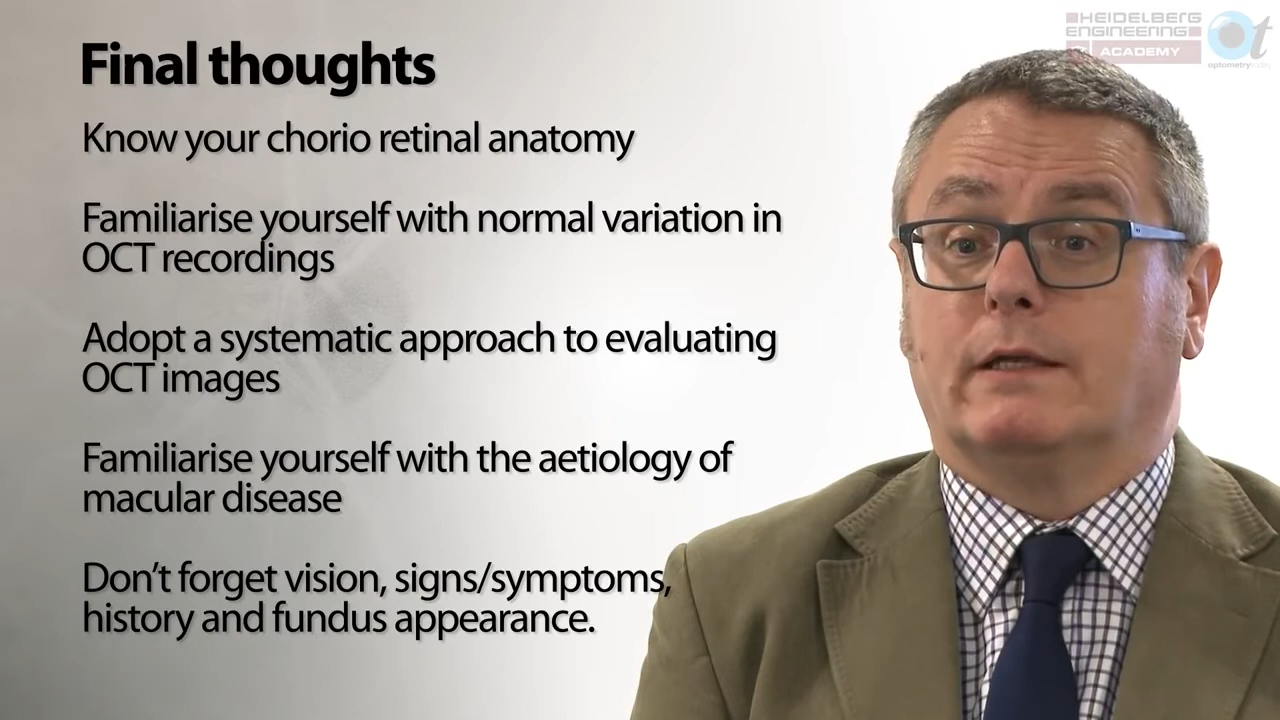 HEIDELBERG
ENGINEERING
ACADEMY
optometry today
Final thoughts
Know your chorio retinal anatomy
Familiarise yourself with normal variation in
OCT recordings
Adopt a systematic approach to evaluating
OCT images
Familiarise yourself with the aetiology of
macular disease
Don't forget vision, signs/symptoms,
history and fundus appearance.